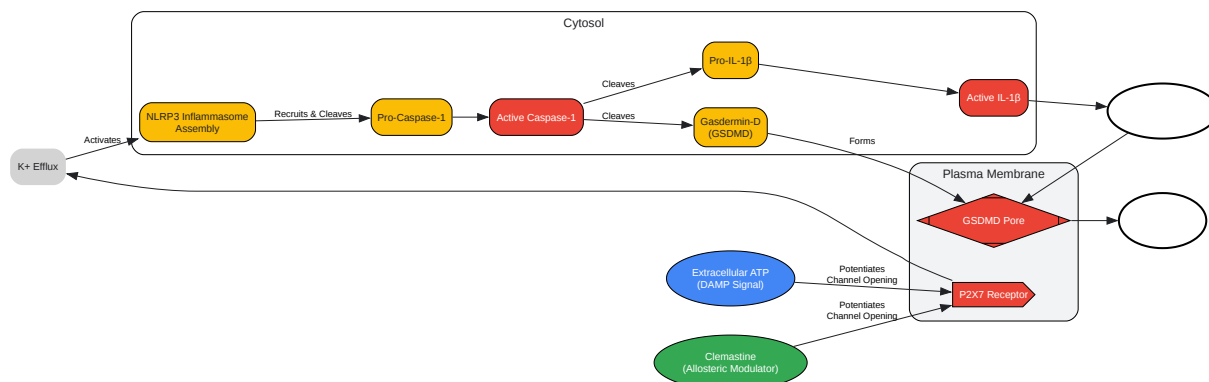 Cytosol
Pro-IL-1β
Cleaves
Active IL-1β
NLRP3 Inflammasome
Assembly
Recruits & Cleaves
Pro-Caspase-1
Active Caspase-1
Cleaves
Gasdermin-D
(GSDMD)
Activates
Forms
K+ Efflux
Plasma Membrane
GSDMD Pore
Extracellular ATP
(DAMP Signal)
Potentiates
Channel Opening
P2X7 Receptor
Potentiates
Channel Opening
Clemastine
(Allosteric Modulator)